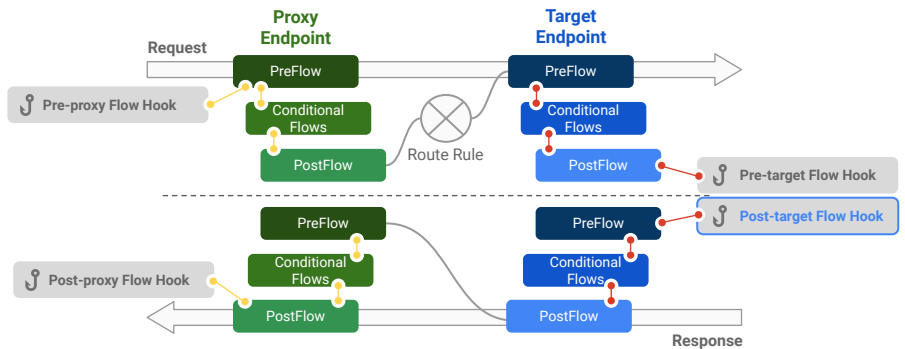 Proxy
Endpoint
Target
Endpoint
Request
PreFlow
PreFlow
Pre-proxy Flow Hook
Conditional
Flows
Conditional
Flows
Route Rule
PostFlow
PostFlow
Pre-target Flow Hook
Post-target Flow Hook
PreFlow
PreFlow
Conditional
Flows
Conditional
Flows
Post-proxy Flow Hook
PostFlow
PostFlow
Response